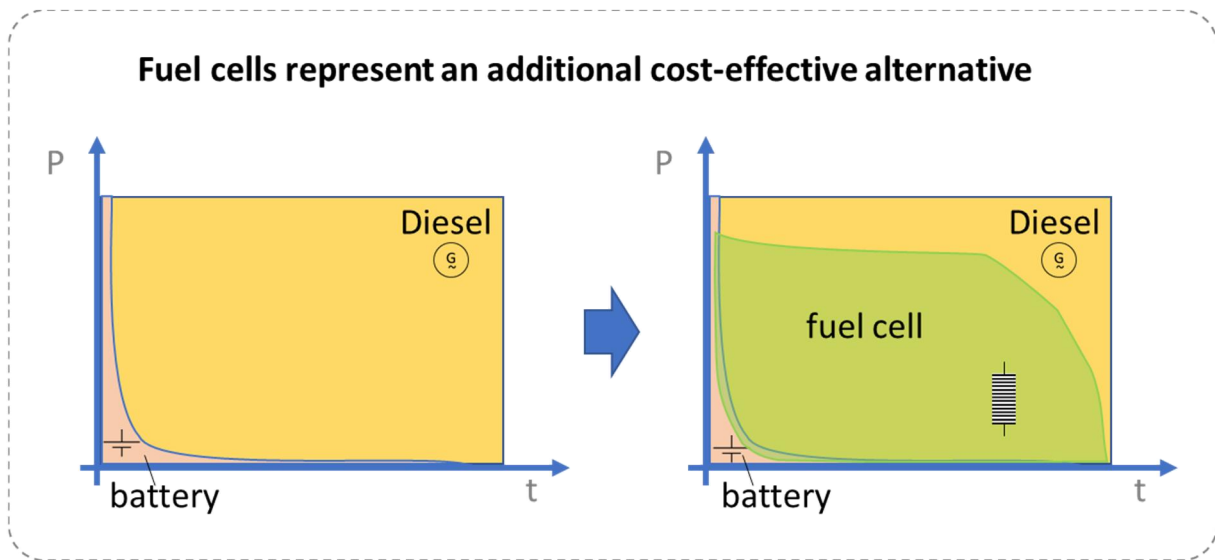 Fuel cells represent an additional cost-effective alternative
P
Diesel
G
~
battery
t
P
Diesel
G
~
fuel cell
battery
t